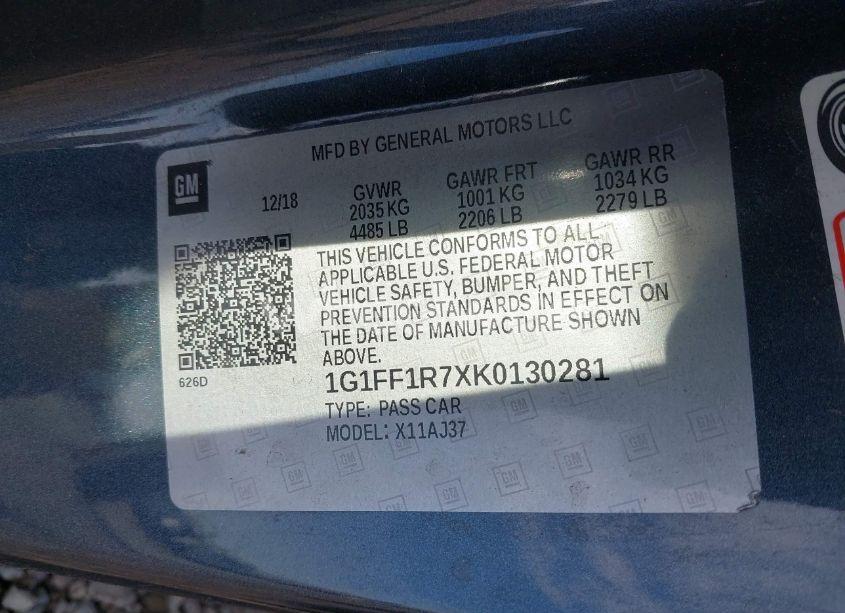 MFD BY GENERAL MOTORS LLC
GM
12/18
GVWR
2035 KG
4485 LB
GAWR FRT
1001 KG
2206 LB
GAWR RR
1034 KG
2279 LB
THIS VEHICLE CONFORMS TO ALL
APPLICABLE U.S. FEDERAL MOTOR
VEHICLE SAFETY, BUMPER, AND THEFT
PREVENTION STANDARDS IN EFFECT ON
THE DATE OF MANUFACTURE SHOWN
ABOVE.
626D
1G1FF1R7XK0130281
TYPE: PASS CAR
MODEL: X11AJ37